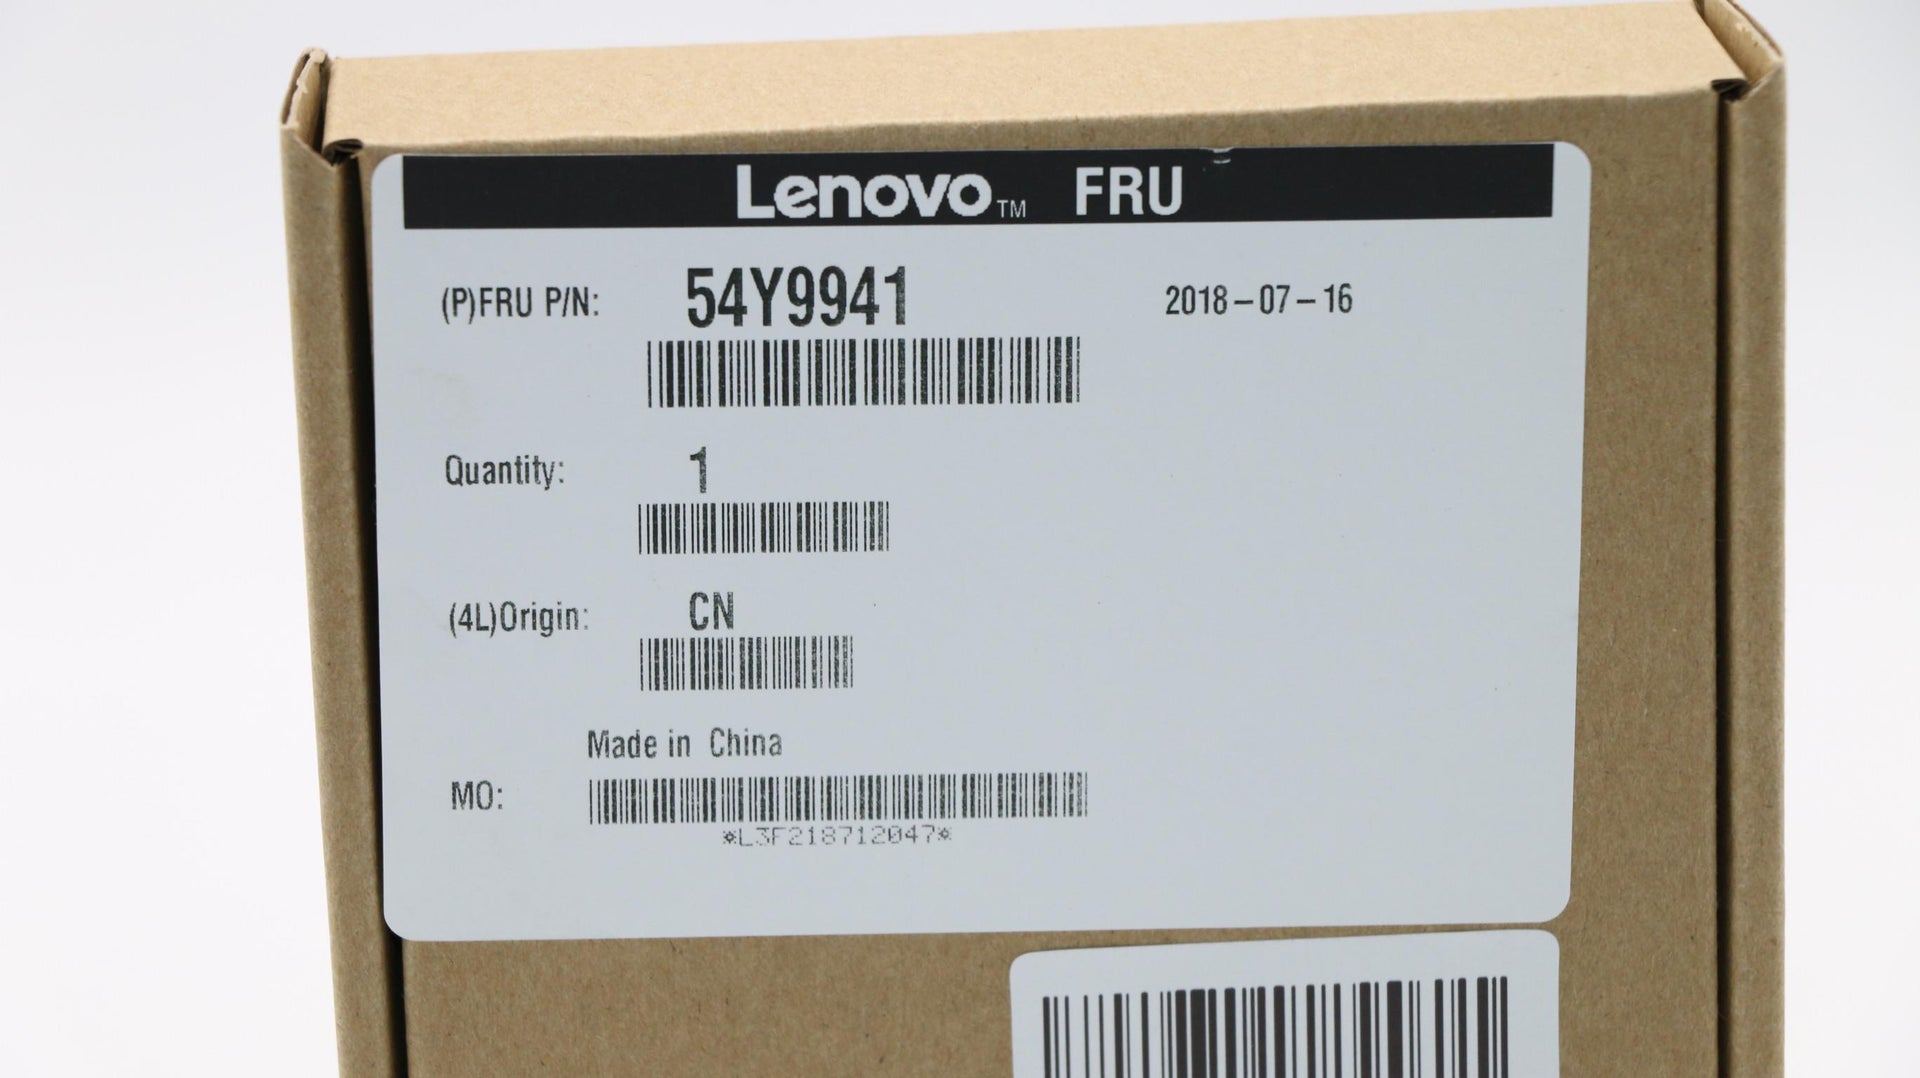 Lenovo™ FRU
(P)FRU P/N: 54Y9941 2018-07-16
Quantity: 1
(4L)Origin: CN
Made in China
MO:
*L3F218712047*